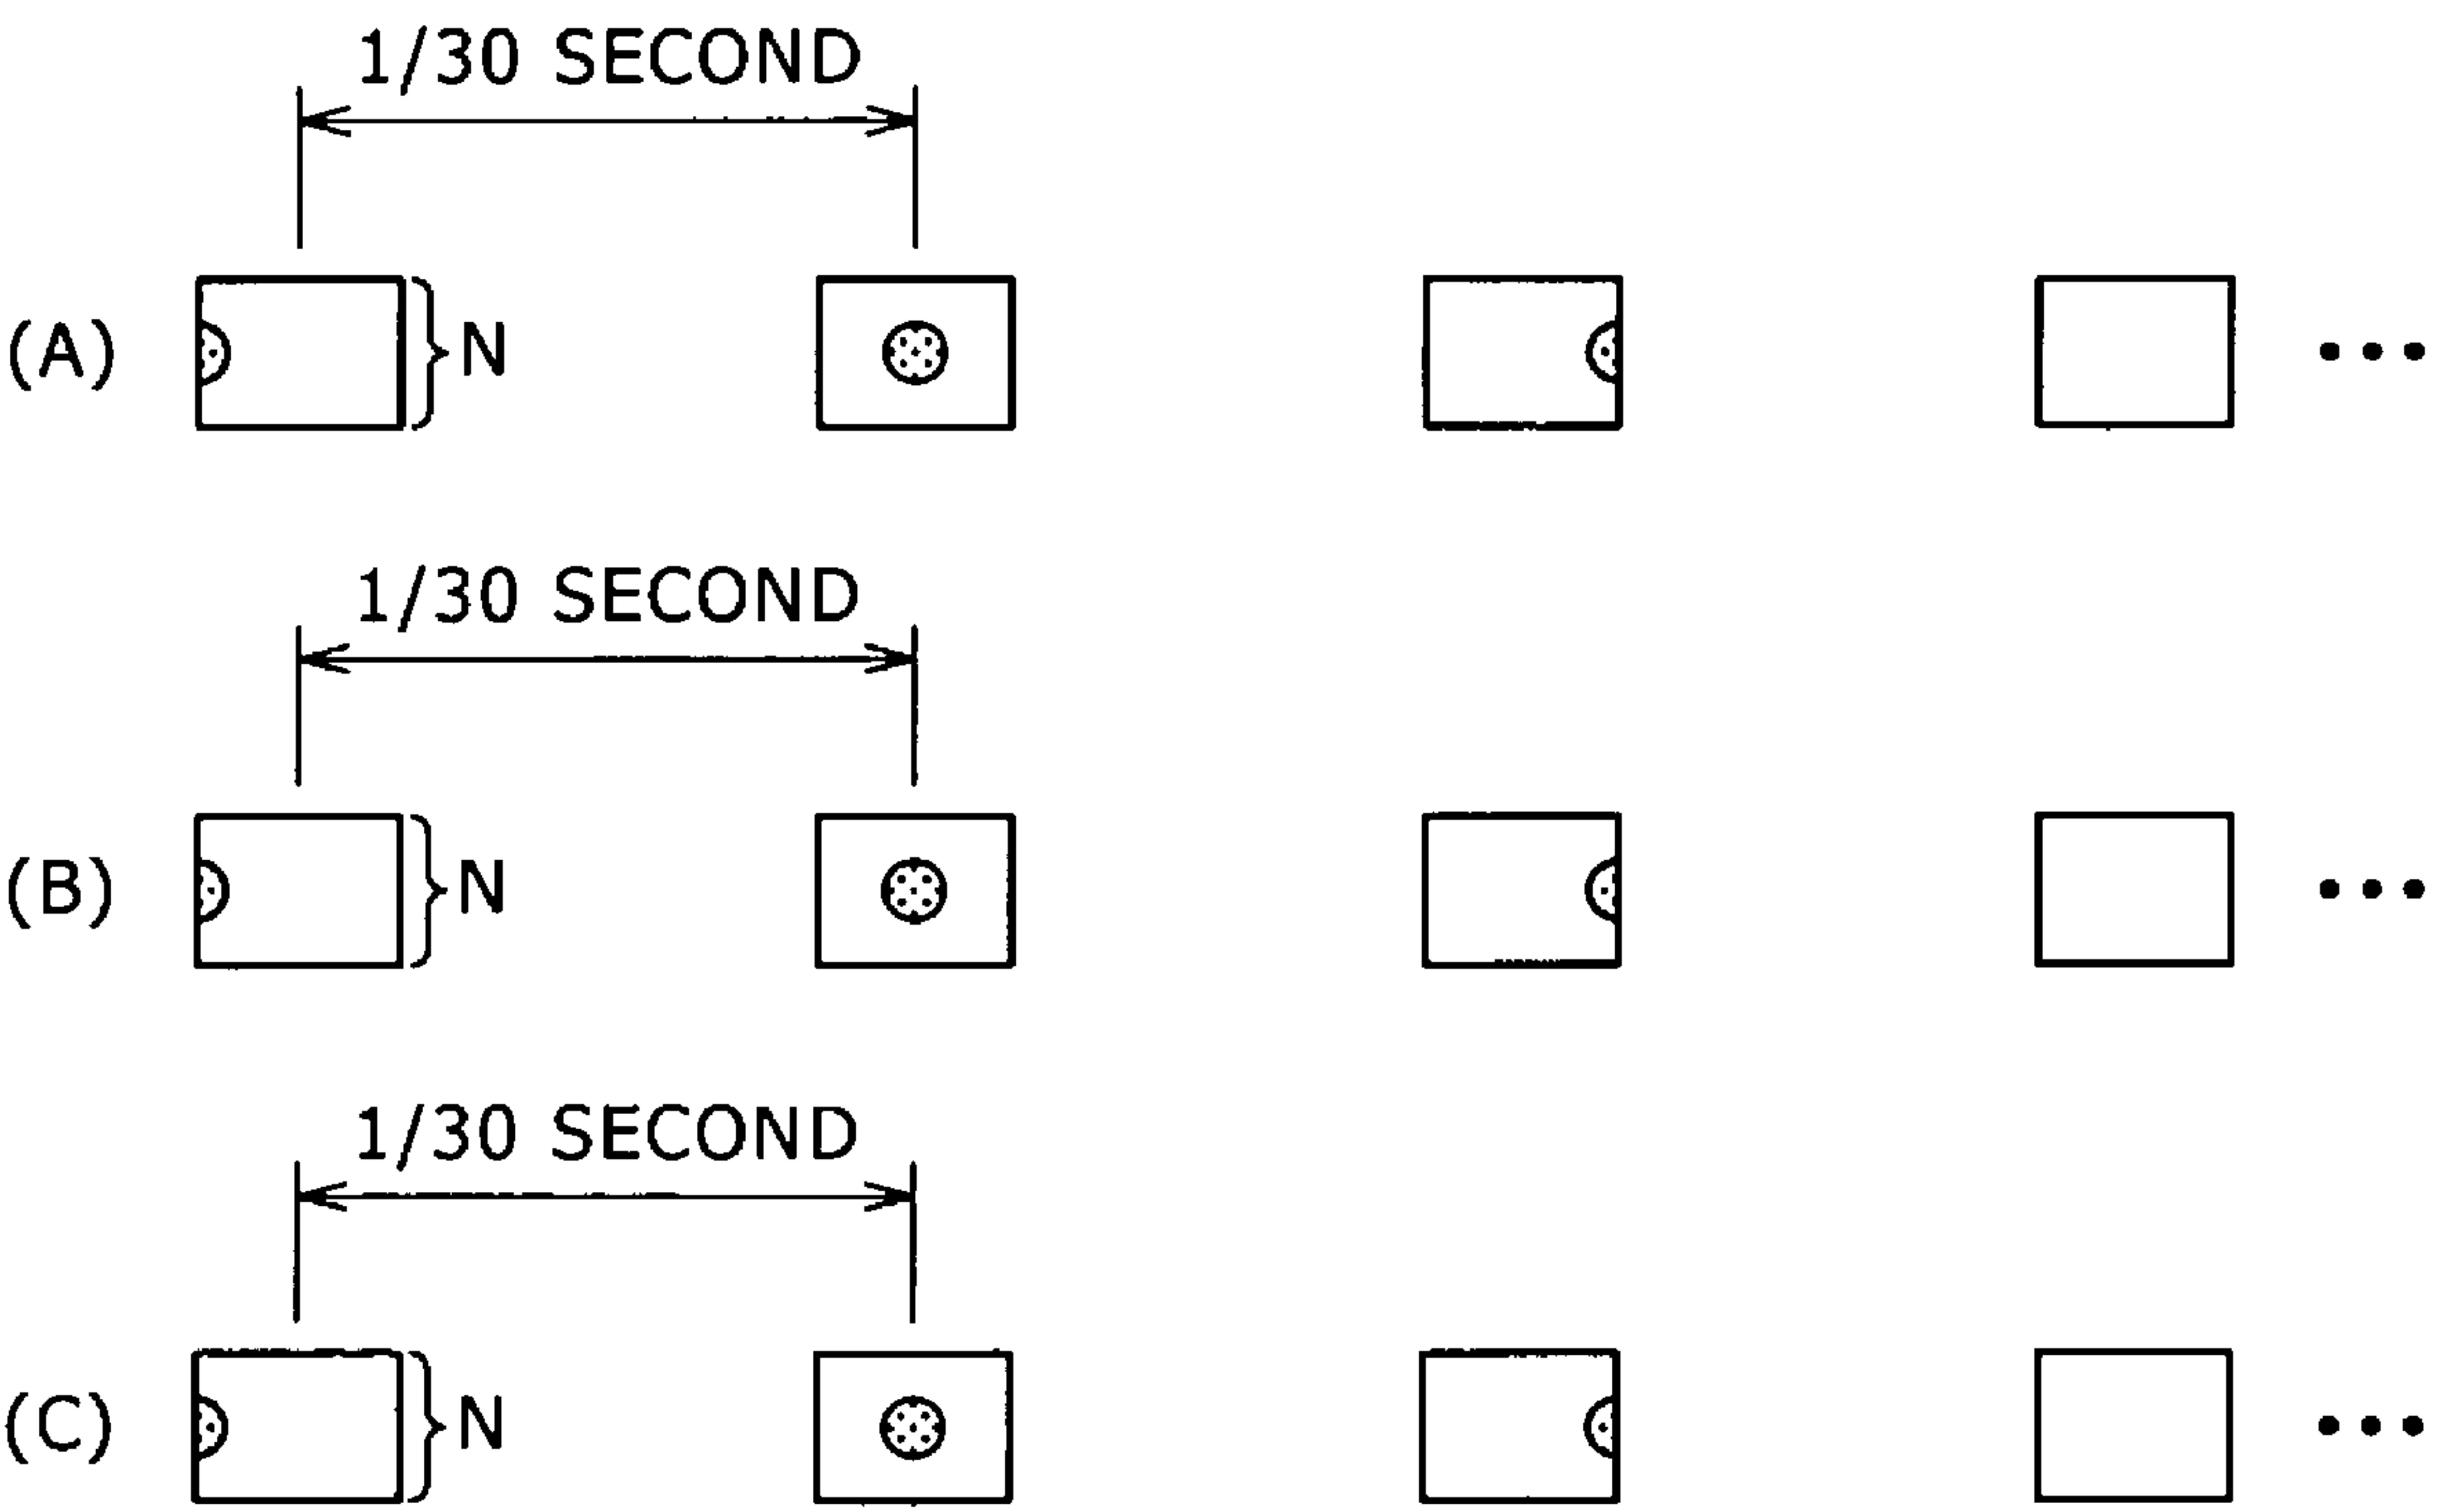 1/30 SECOND
(A) N •••
1/30 SECOND
(B) N •••
1/30 SECOND
(C) N •••